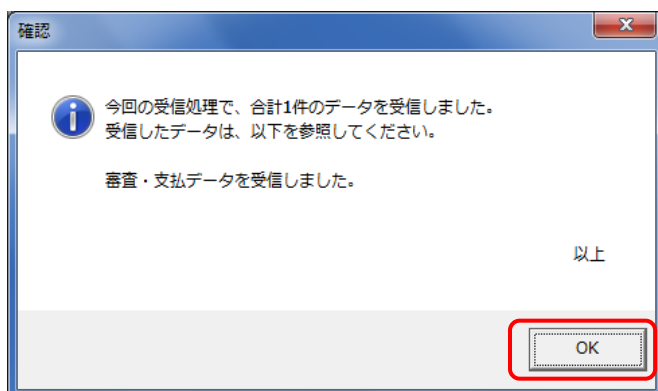 確認
今回の受信処理で、合計1件のデータを受信しました。
受信したデータは、以下を参照してください。
審査・支払データを受信しました。
以上
OK